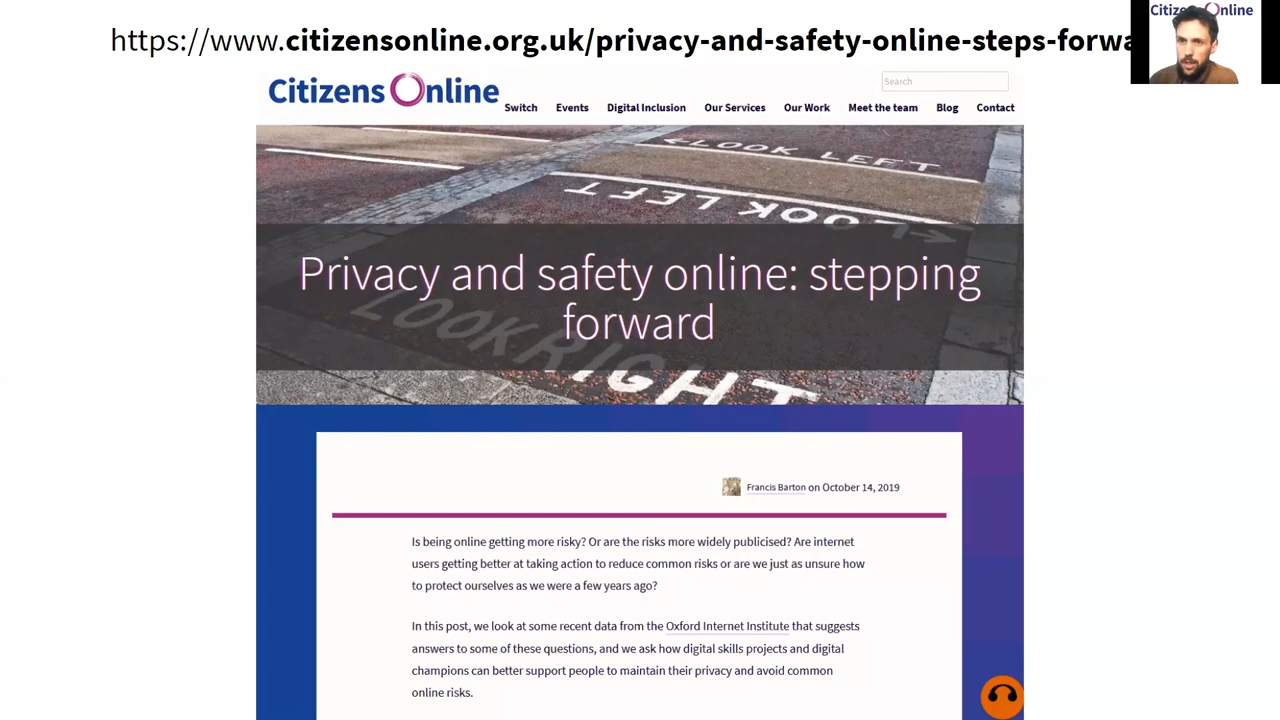 https://www.citizensonline.org.uk/privacy-and-safety-online-steps-forwa
Citizens Online
Citizens Online
Search
Switch
Events
Digital Inclusion
Our Services
Our Work
Meet the team
Blog
Contact
LOOK LEFT
LOOK LEFT
Privacy and safety online: stepping
forward
LOOK RIGHT
Francis Barton on October 14, 2019
Is being online getting more risky? Or are the risks more widely publicised? Are internet
users getting better at taking action to reduce common risks or are we just as unsure how
to protect ourselves as we were a few years ago?
In this post, we look at some recent data from the Oxford Internet Institute that suggests
answers to some of these questions, and we ask how digital skills projects and digital
champions can better support people to maintain their privacy and avoid common
online risks.